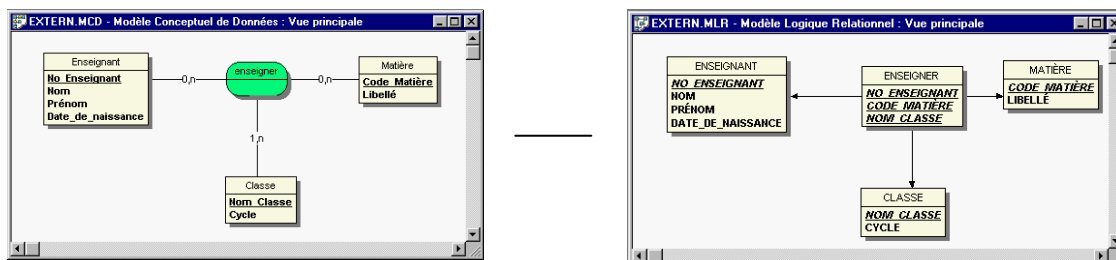 EXTERN.MCD - Modèle Conceptuel de Données : Vue principale
Enseignant
No_Enseignant
Nom
Prénom
Date_de_naissance
0,n
enseigner
0,n
Matière
Code_Matière
Libellé
1,n
Classe
Nom_Classe
Cycle
EXTERN.MLR - Modèle Logique Relationnel : Vue principale
ENSEIGNANT
NO_ENSEIGNANT
NOM
PRÉNOM
DATE_DE_NAISSANCE
ENSEIGNER
NO_ENSEIGNANT
CODE_MATIÈRE
NOM_CLASSE
MATIÈRE
CODE_MATIÈRE
LIBELLÉ
CLASSE
NOM_CLASSE
CYCLE